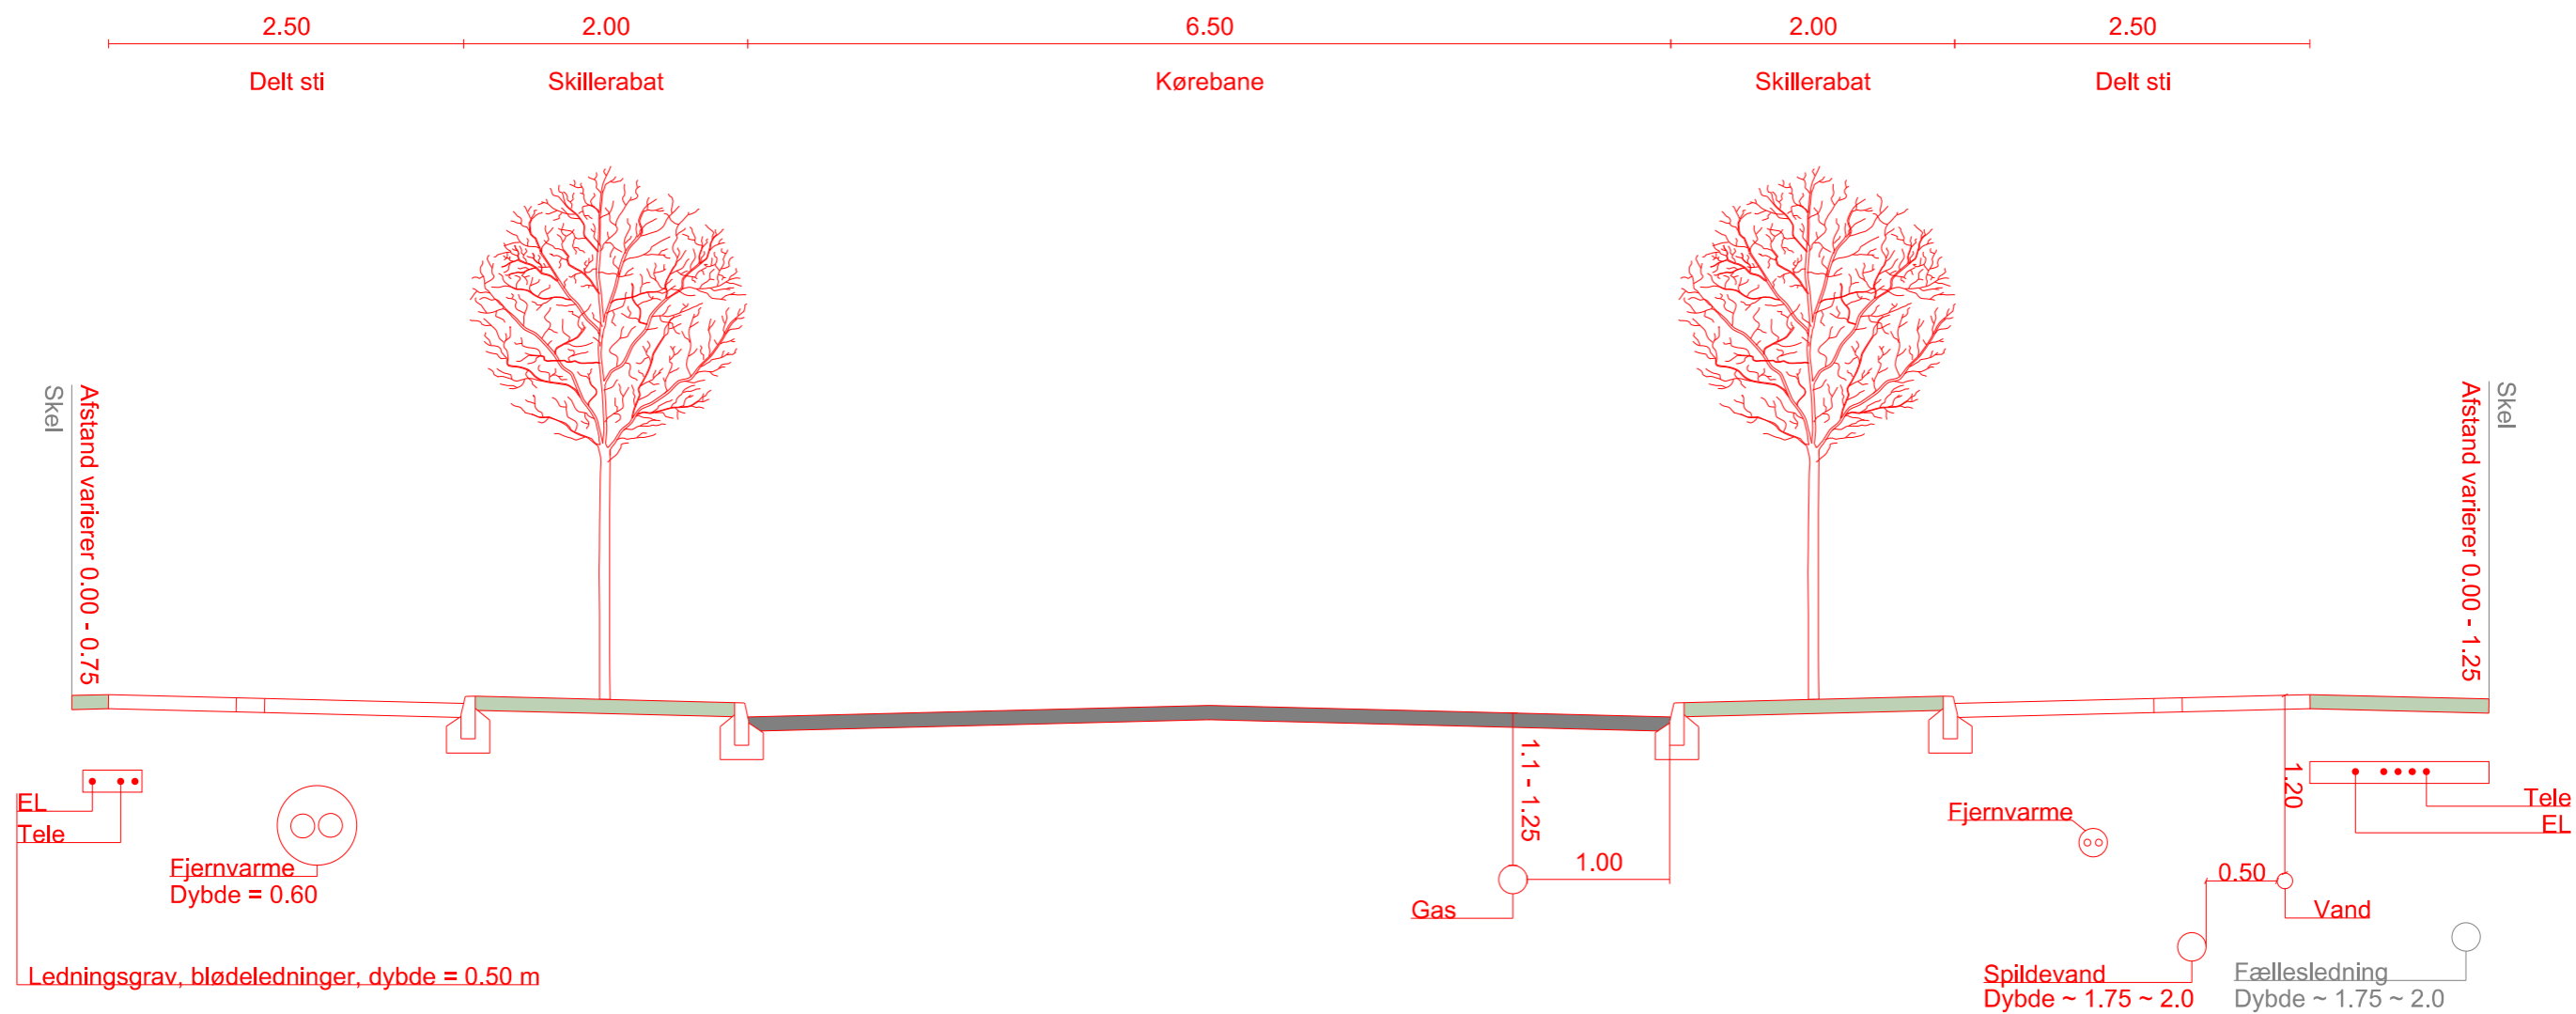 2.50
2.00
6.50
2.00
2.50
Delt sti
Skillerabat
Kørebane
Skillerabat
Delt sti
Skel
Afstand varierer 0.00 - 0.75
Afstand varierer 0.00 - 1.25
Skel
EL
Tele
Fjernvarme
Dybde = 0.60
Ledningsgrav, blødeledninger, dybde = 0.50 m
1.1 - 1.25
1.00
Gas
Fjernvarme
1.20
Tele
EL
0.50
Vand
Spildevand
Dybde ~ 1.75 ~ 2.0
Fællesledning
Dybde ~ 1.75 ~ 2.0